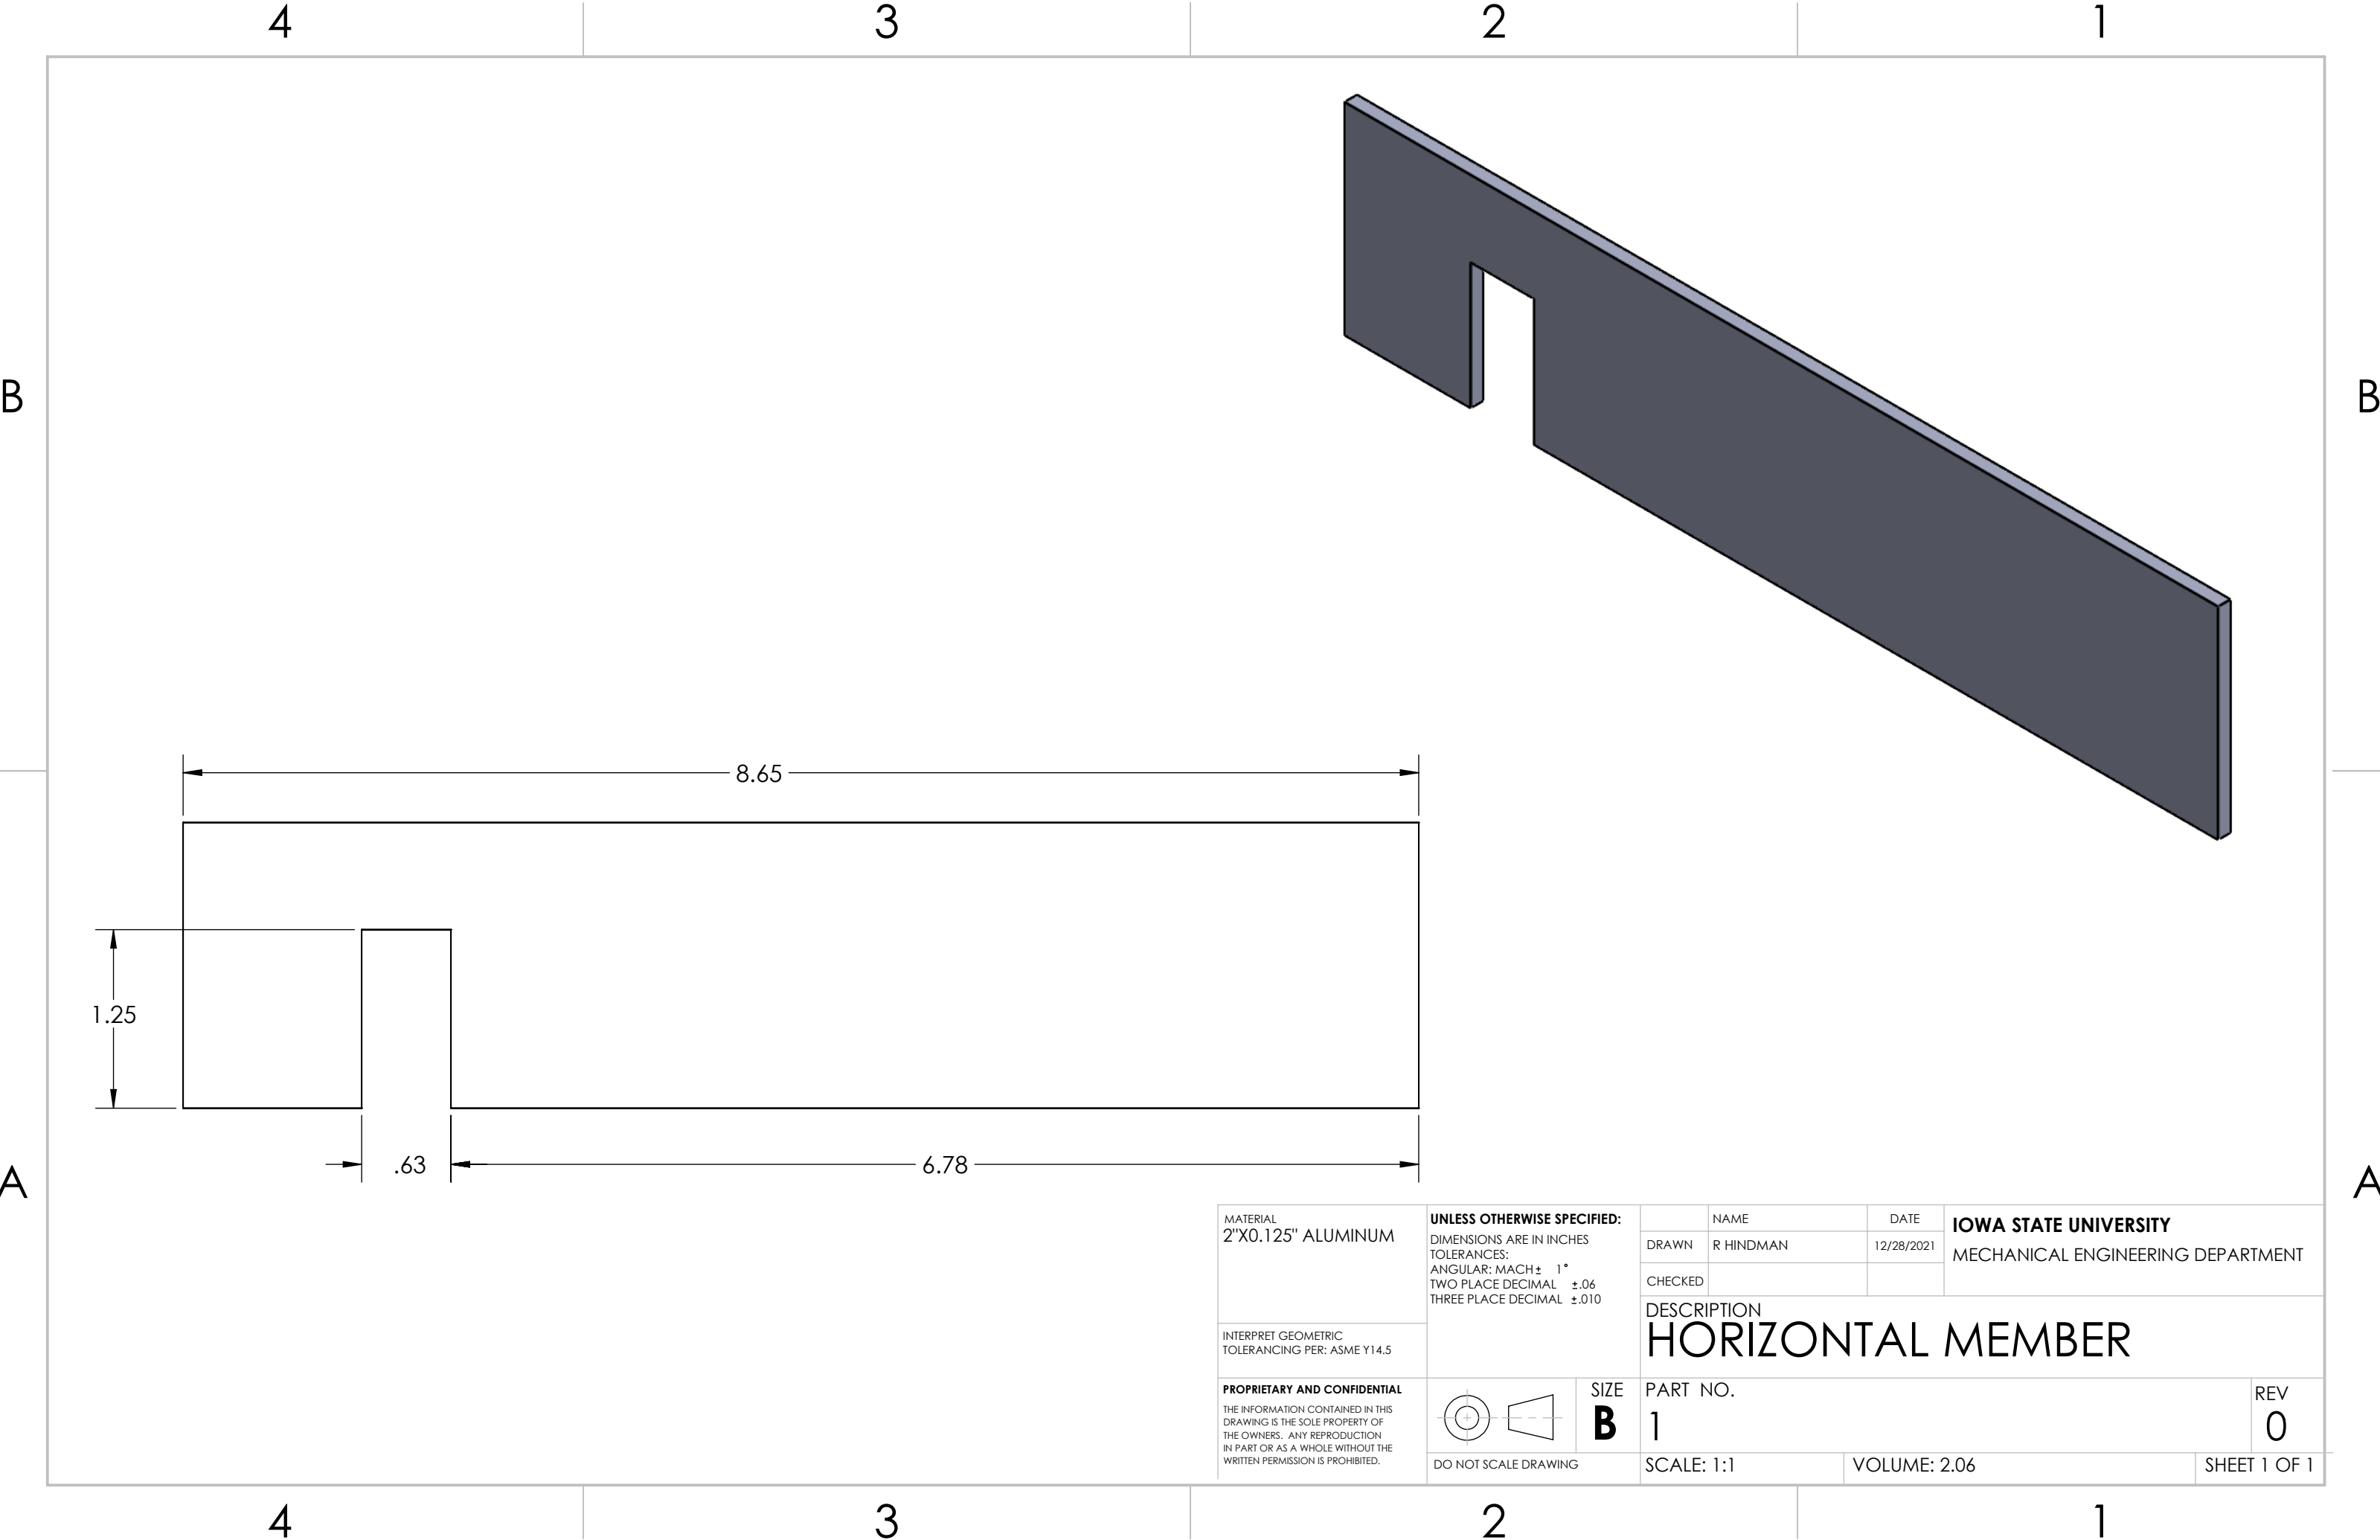 4 3 2 1
B B
8.65
1.25
.63 6.78
A A
MATERIAL
2"X0.125" ALUMINUM
INTERPRET GEOMETRIC
TOLERANCING PER: ASME Y14.5
PROPRIETARY AND CONFIDENTIAL
THE INFORMATION CONTAINED IN THIS
DRAWING IS THE SOLE PROPERTY OF
THE OWNERS. ANY REPRODUCTION
IN PART OR AS A WHOLE WITHOUT THE
WRITTEN PERMISSION IS PROHIBITED.
UNLESS OTHERWISE SPECIFIED:
DIMENSIONS ARE IN INCHES
TOLERANCES:
ANGULAR: MACH± 1°
TWO PLACE DECIMAL ±.06
THREE PLACE DECIMAL ±.010
SIZE
B
DO NOT SCALE DRAWING
NAME DATE
DRAWN R HINDMAN 12/28/2021
CHECKED
IOWA STATE UNIVERSITY
MECHANICAL ENGINEERING DEPARTMENT
DESCRIPTION
HORIZONTAL MEMBER
PART NO.
1
REV
0
SCALE: 1:1 VOLUME: 2.06 SHEET 1 OF 1
4 3 2 1